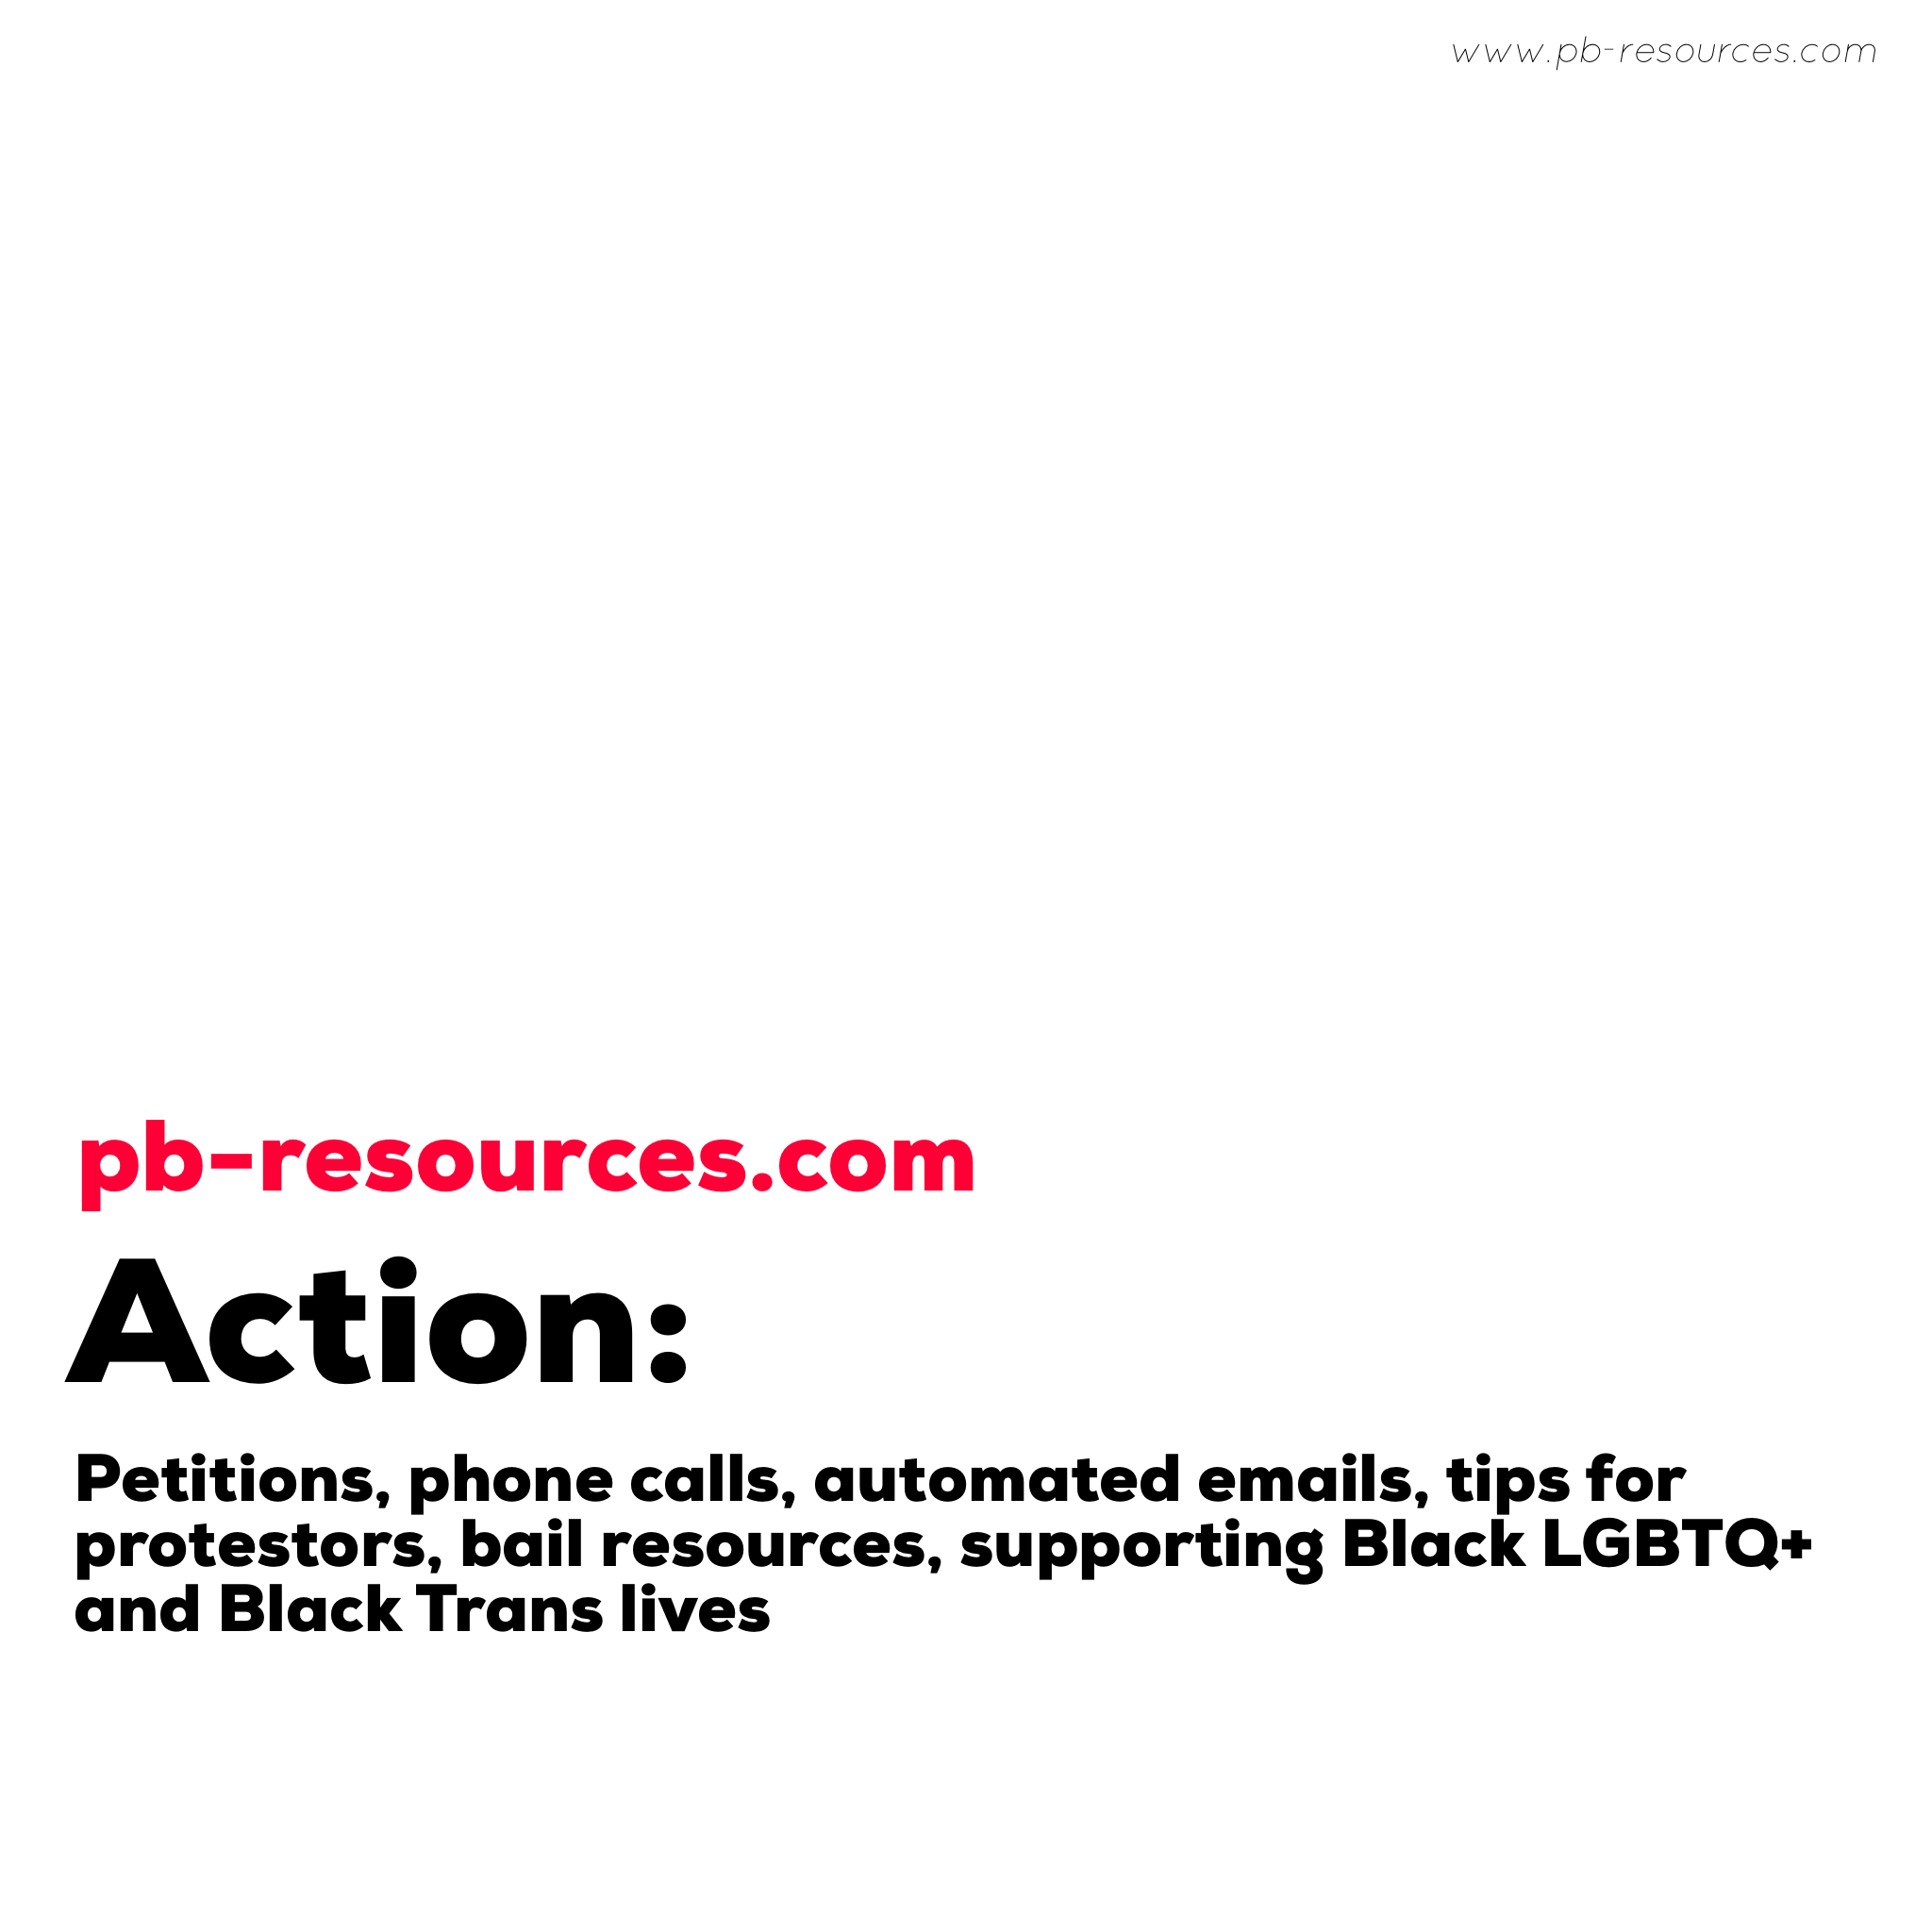 www.pb-resources.com
pb-resources.com
Action:
Petitions, phone calls, automated emails, tips for
protestors, bail resources, supporting Black LGBTQ+
and Black Trans lives